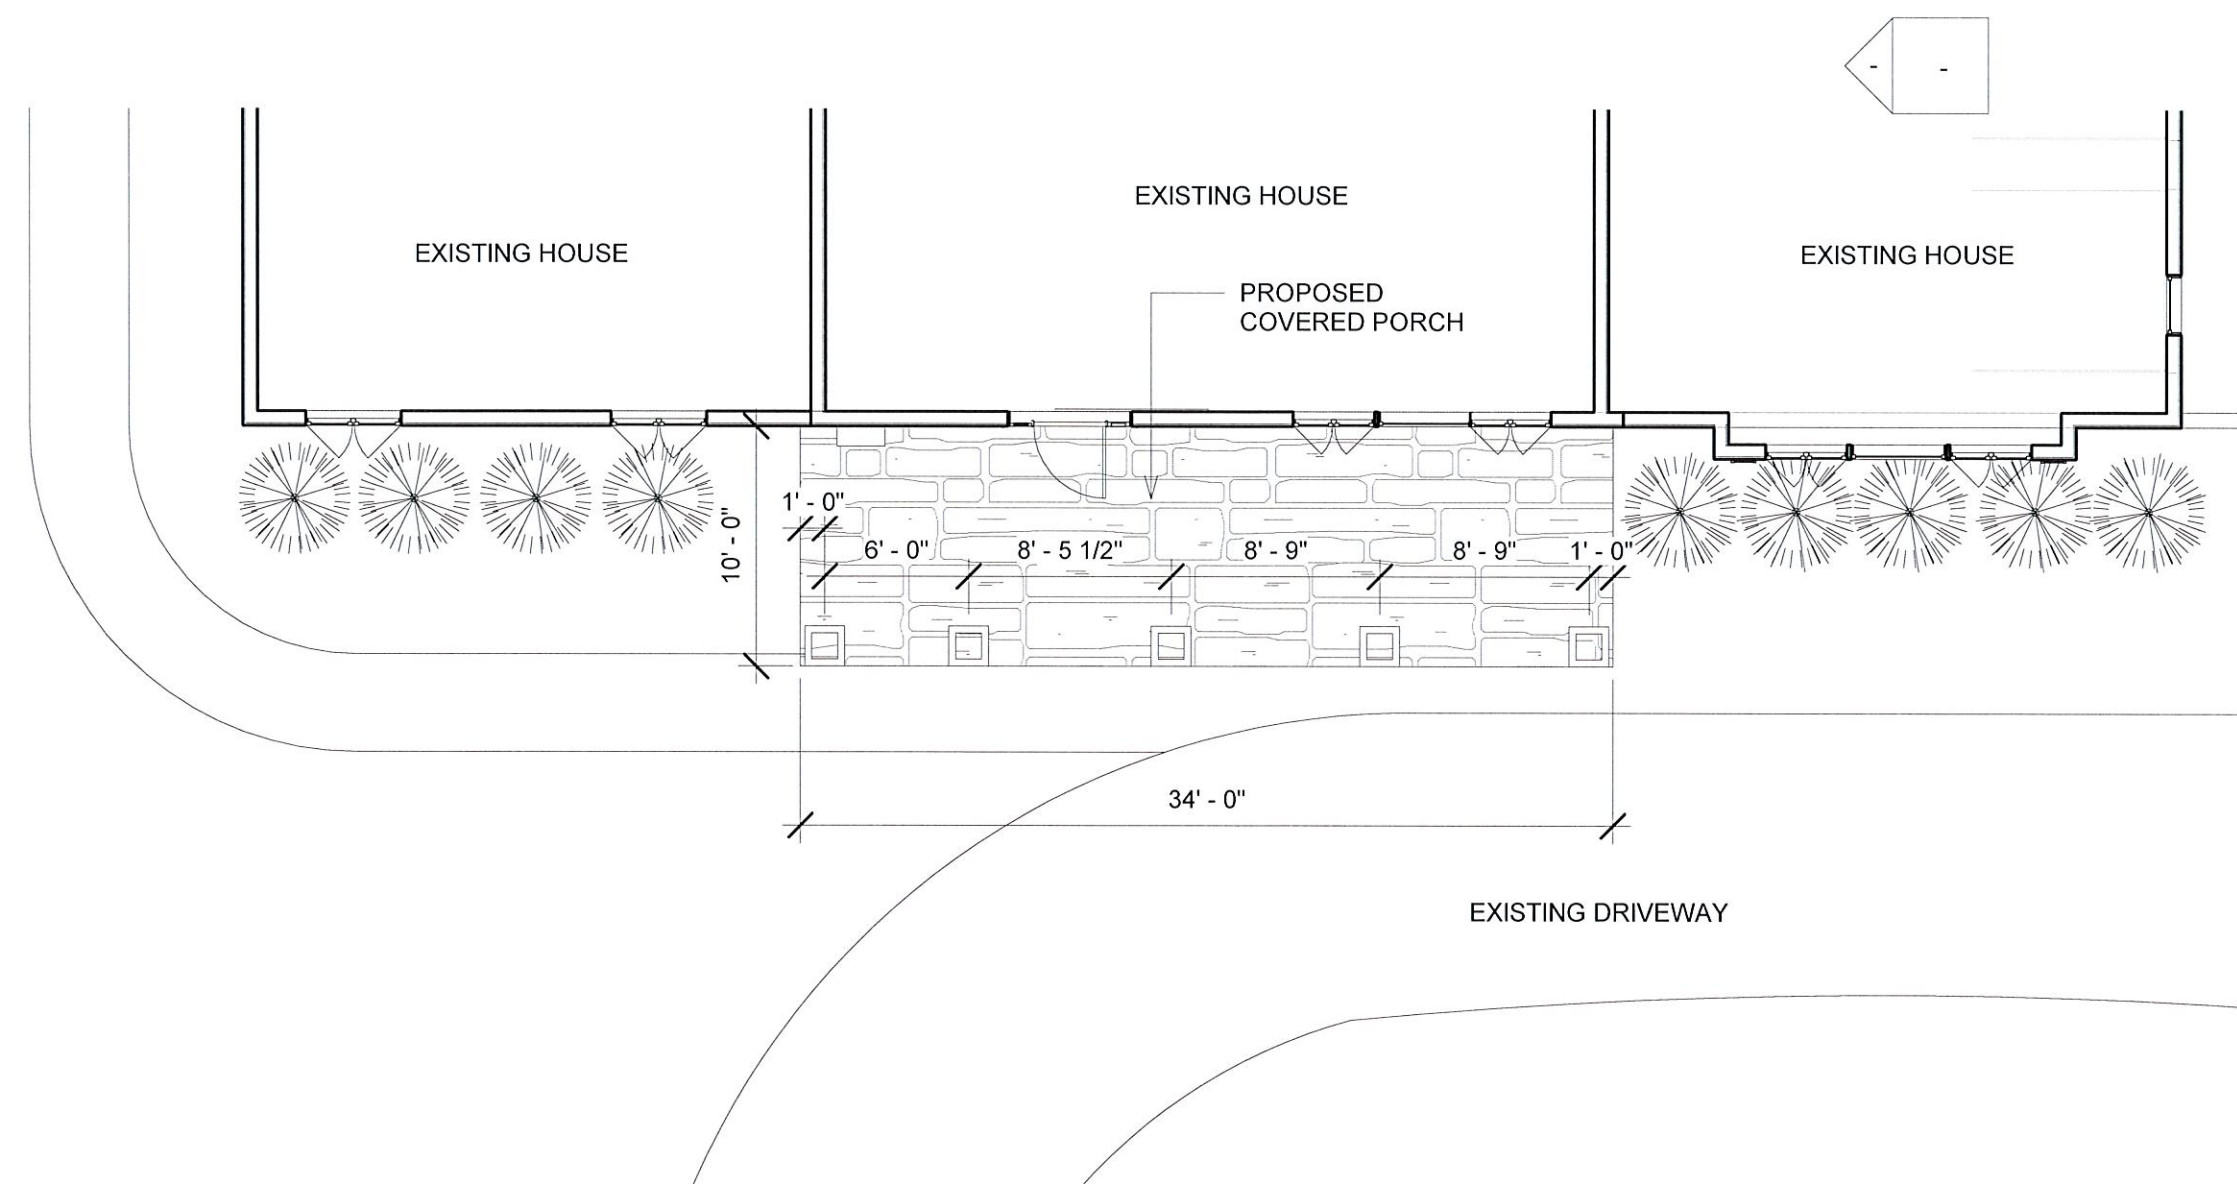 -
-
EXISTING HOUSE
EXISTING HOUSE
EXISTING HOUSE
PROPOSED
COVERED PORCH
1' - 0"
10' - 0"
6' - 0"
8' - 5 1/2"
8' - 9"
8' - 9"
1' - 0"
34' - 0"
EXISTING DRIVEWAY